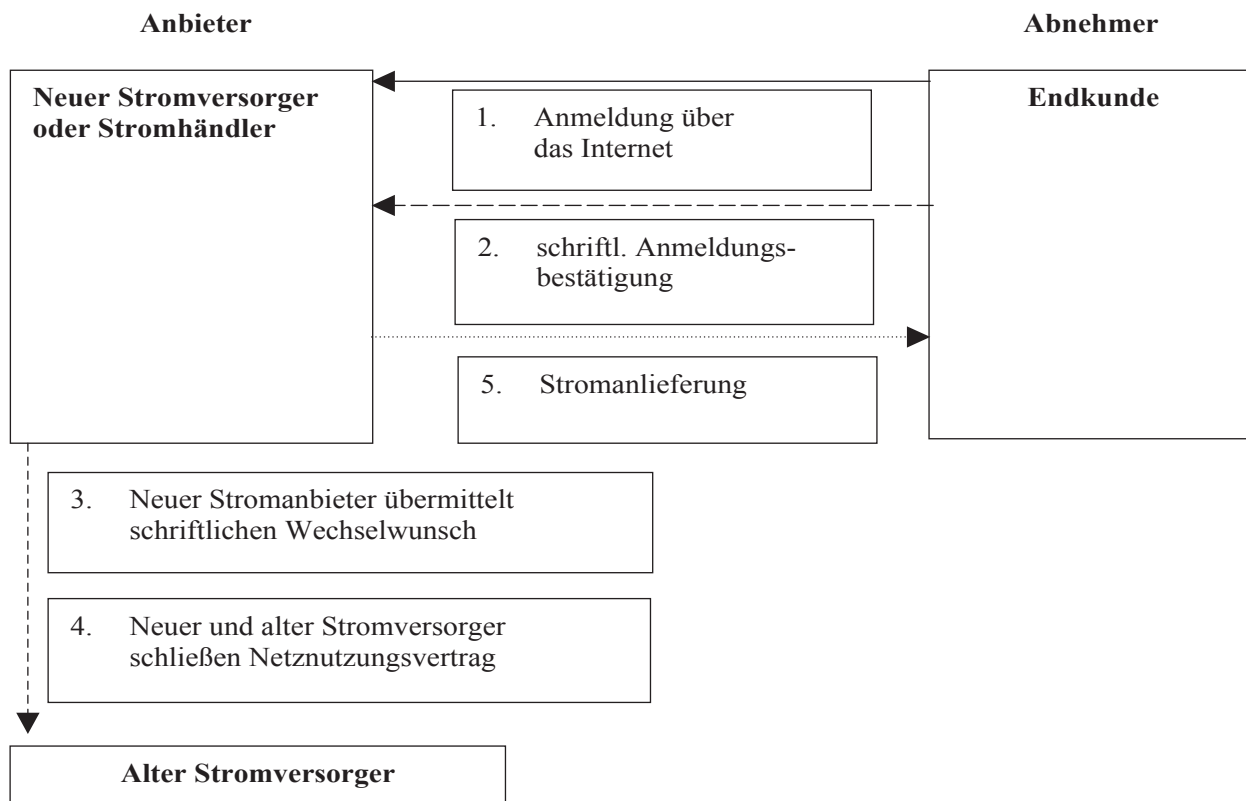 Anbieter
Abnehmer
Neuer Stromversorger
oder Stromhändler
Endkunde
1. Anmeldung über
das Internet
2. schriftl. Anmeldungs-
bestätigung
5. Stromanlieferung
3. Neuer Stromanbieter übermittelt
schriftlichen Wechselwunsch
4. Neuer und alter Stromversorger
schließen Netznutzungsvertrag
Alter Stromversorger